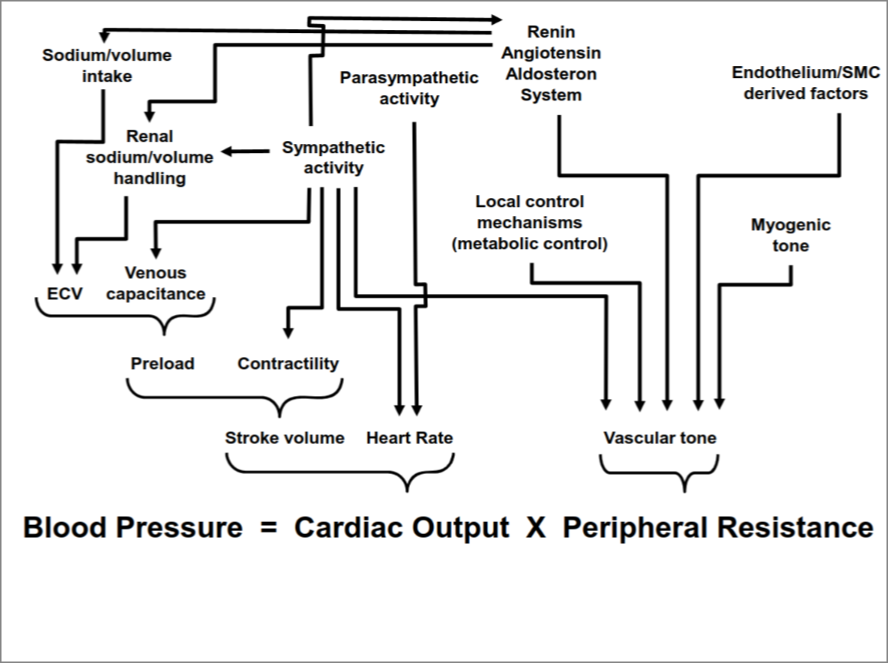 Renin
Angiotensin
Aldosteron
System
Sodium/volume
intake
Parasympathetic
activity
Endothelium/SMC
derived factors
Renal
sodium/volume
handling
Sympathetic
activity
Local control
mechanisms
(metabolic control)
Myogenic
tone
ECV
Venous
capacitance
Preload
Contractility
Stroke volume
Heart Rate
Vascular tone
Blood Pressure = Cardiac Output X Peripheral Resistance